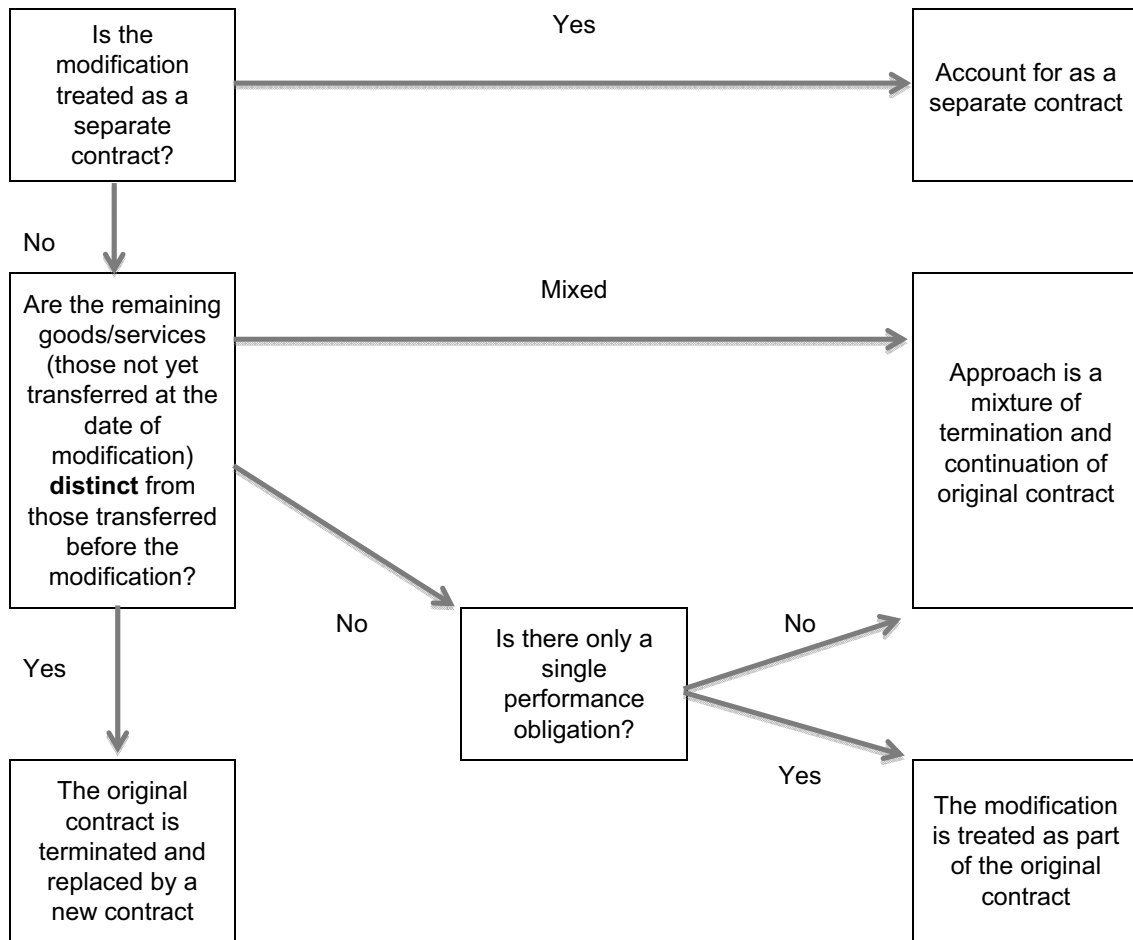 Is the
modification
treated as a
separate
contract?
Yes
Account for as a
separate contract
No
Are the remaining
goods/services
(those not yet
transferred at the
date of
modification)
distinct from
those transferred
before the
modification?
Mixed
Approach is a
mixture of
termination and
continuation of
original contract
No
Is there only a
single
performance
obligation?
No
Yes
Yes
The original
contract is
terminated and
replaced by a
new contract
The modification
is treated as part
of the original
contract